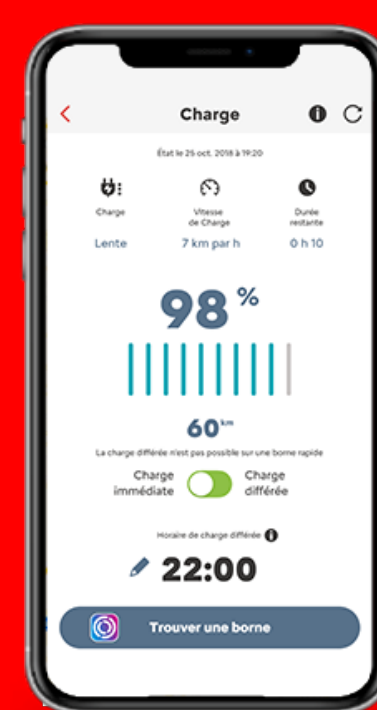 Charge
État le 25 oct. 2018 à 19:20
Charge
Vitesse
de Charge
Durée
restante
Lente
7 km par h
0 h 10
98 %
60 km
La charge différée n'est pas possible sur une borne rapide
Charge
immédiate
Charge
différée
Horaire de charge différée
22:00
Trouver une borne